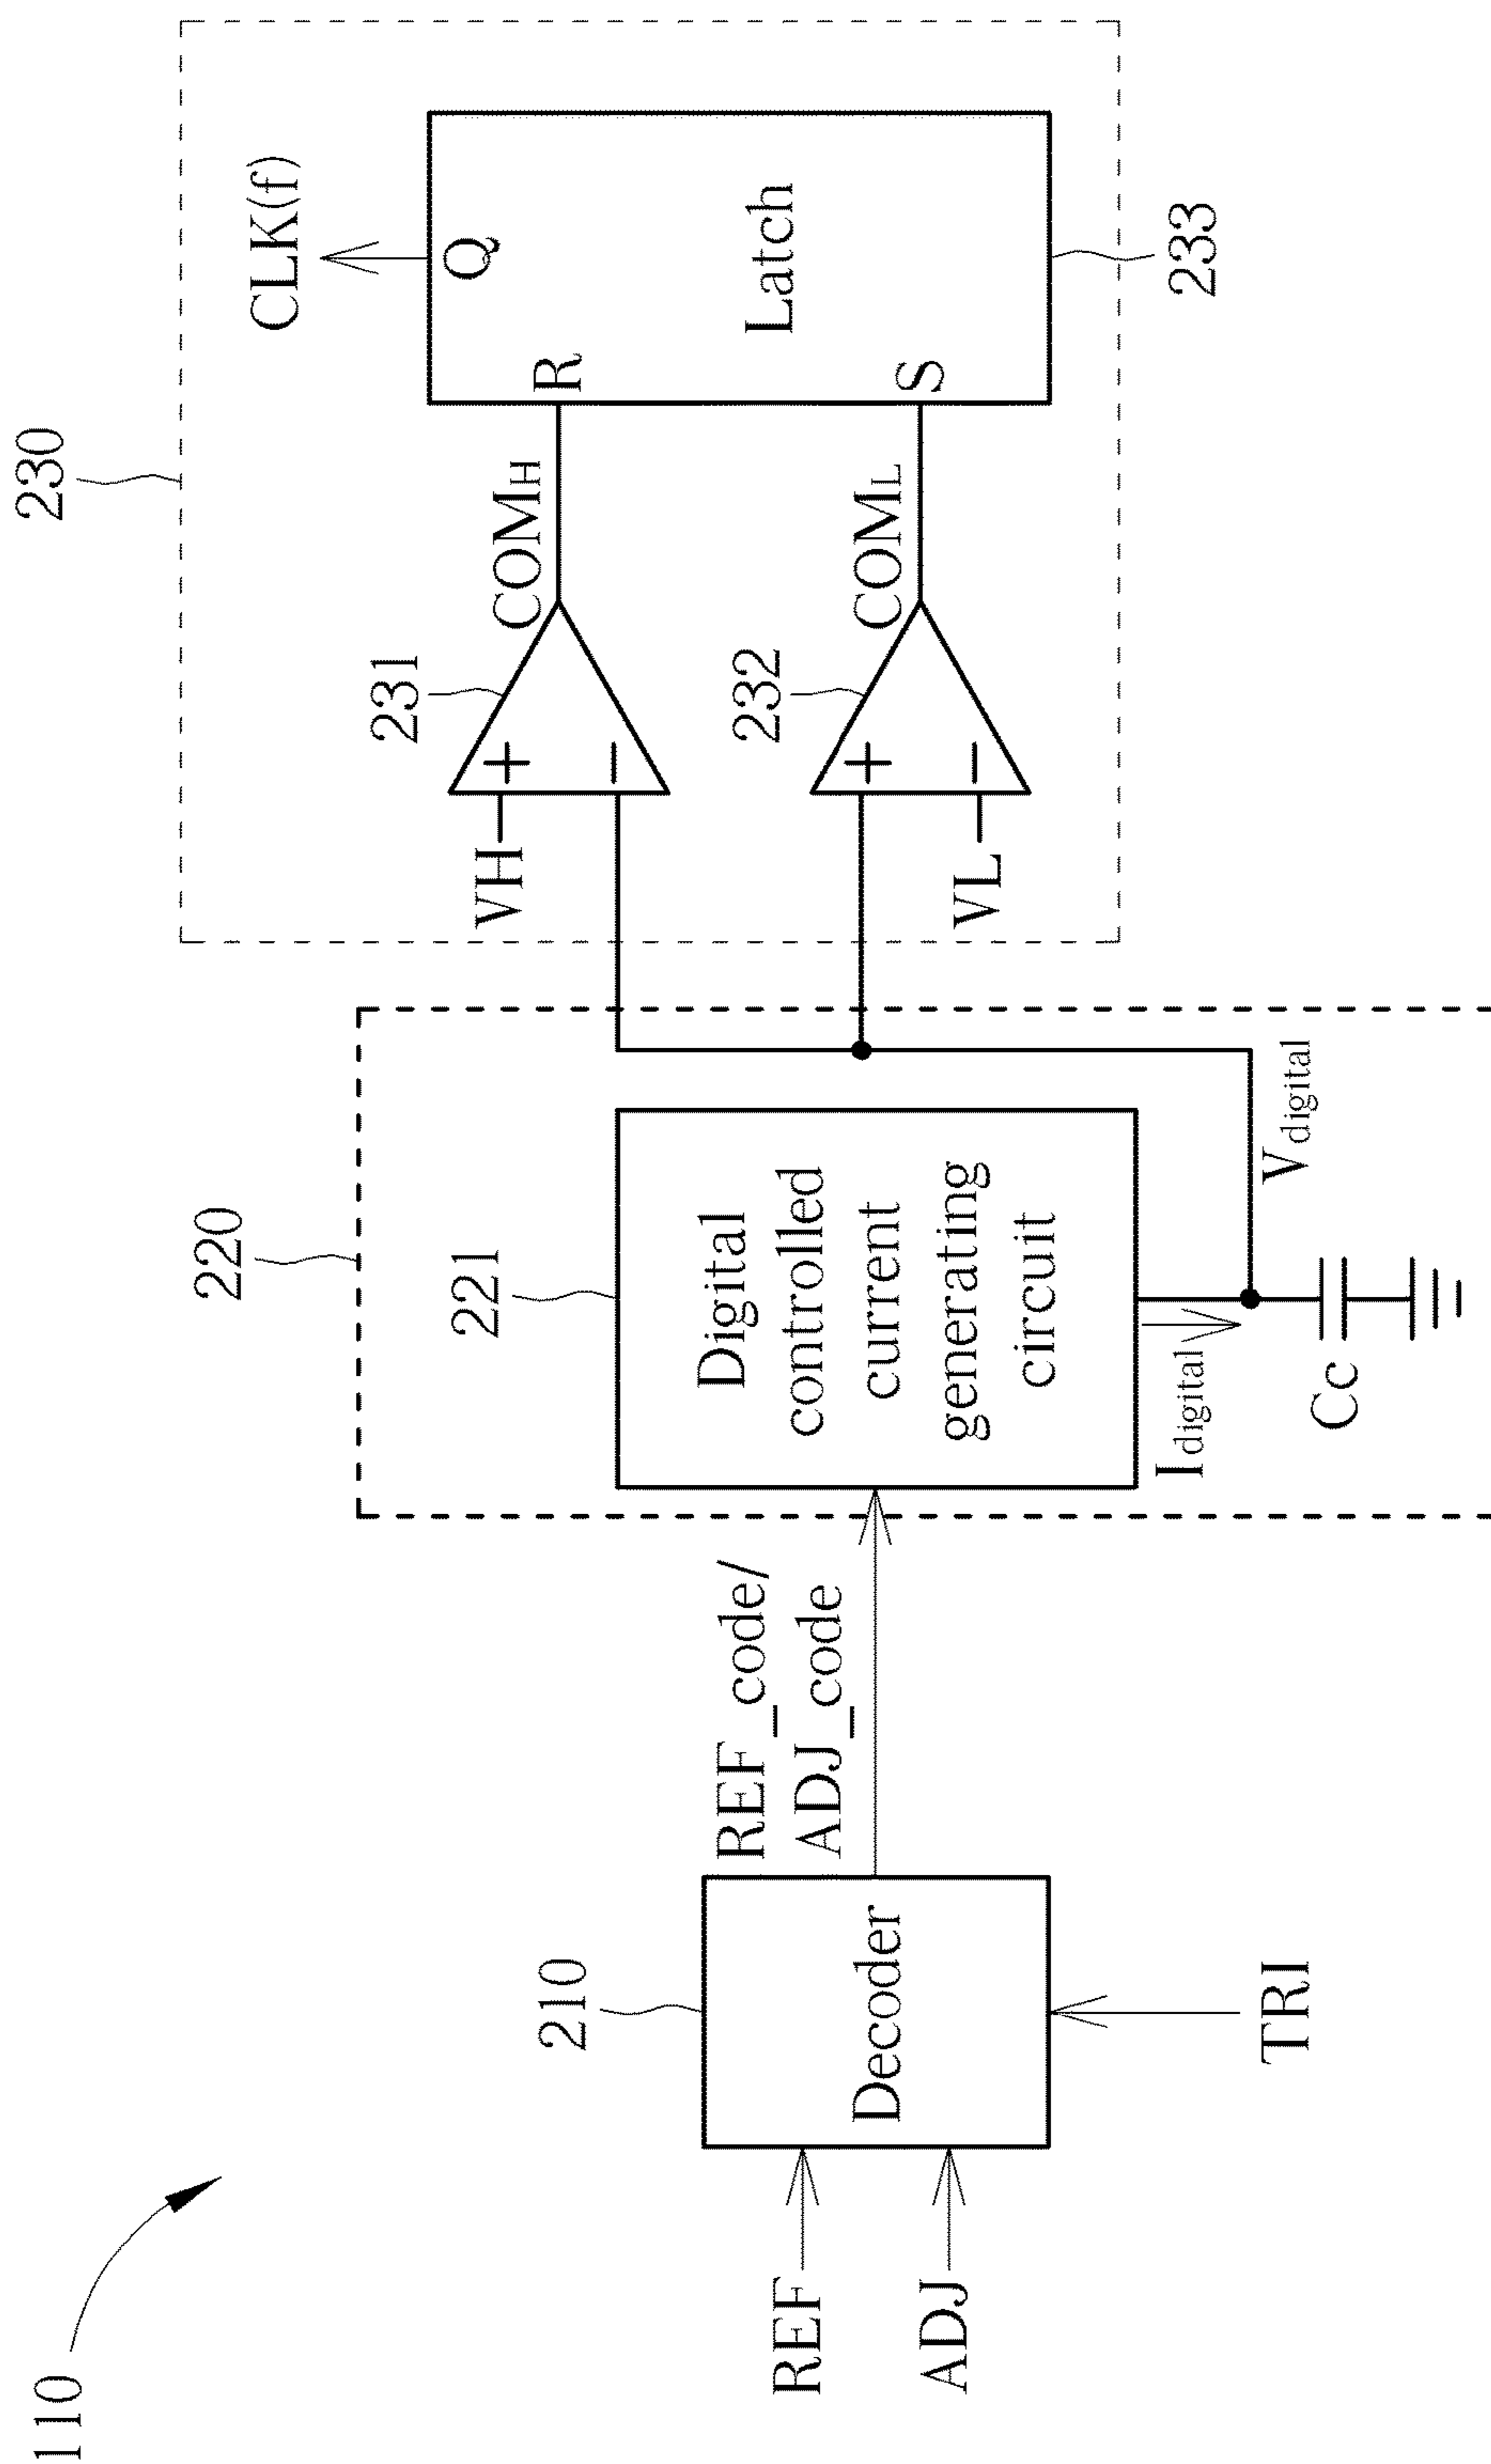 110
REF
ADJ
210
Decoder
TRI
REF_code/
ADJ_code
220
221
Digital
controlled
current
generating
circuit
Idigital
Cc
Vdigital
230
VH
231
+
−
COMH
VL
232
+
−
COML
R
S
Q
Latch
CLK(f)
233